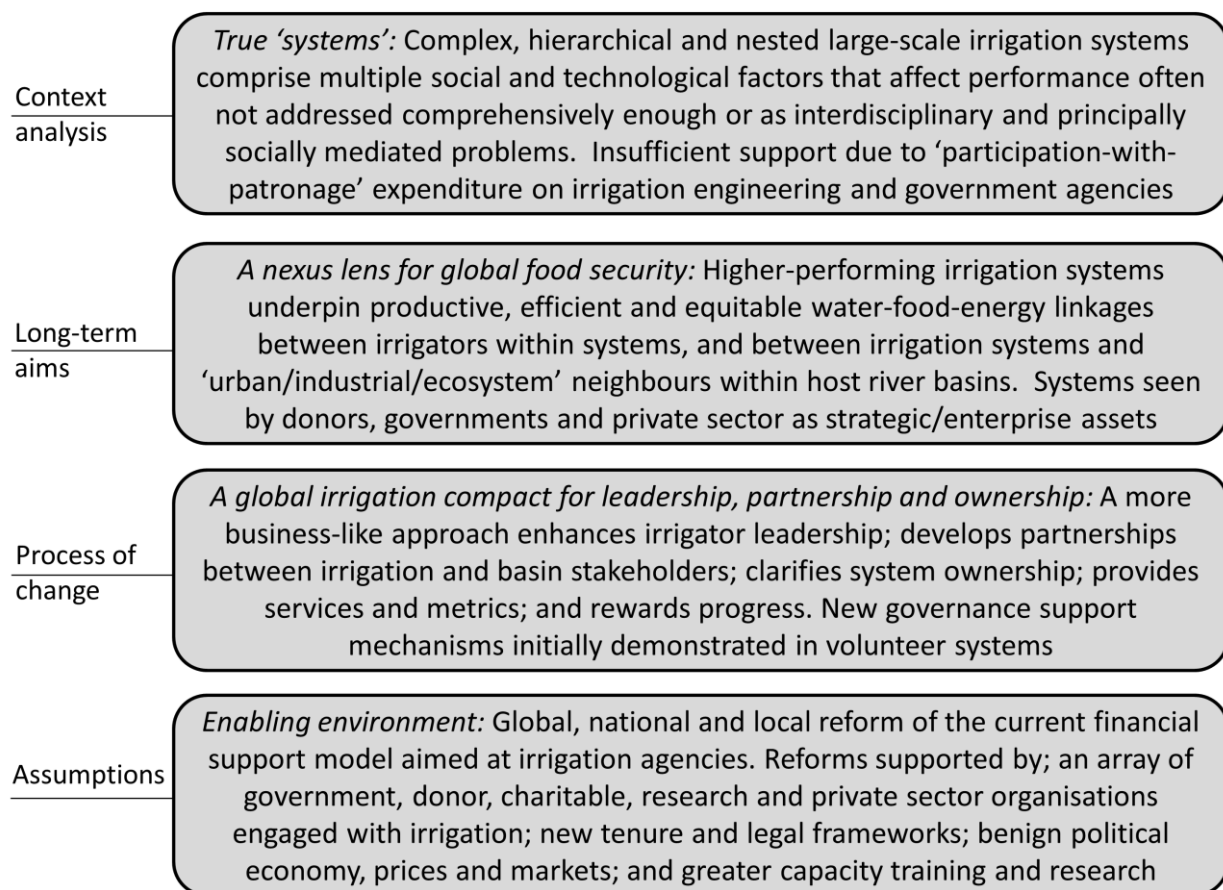 Context
analysis
True ‘systems’: Complex, hierarchical and nested large-scale irrigation systems
comprise multiple social and technological factors that affect performance often
not addressed comprehensively enough or as interdisciplinary and principally
socially mediated problems.  Insufficient support due to ‘participation-with-
patronage’ expenditure on irrigation engineering and government agencies
Long-term
aims
A nexus lens for global food security: Higher-performing irrigation systems
underpin productive, efficient and equitable water-food-energy linkages
between irrigators within systems, and between irrigation systems and
‘urban/industrial/ecosystem’ neighbours within host river basins.  Systems seen
by donors, governments and private sector as strategic/enterprise assets
Process of
change
A global irrigation compact for leadership, partnership and ownership: A more
business-like approach enhances irrigator leadership; develops partnerships
between irrigation and basin stakeholders; clarifies system ownership; provides
services and metrics; and rewards progress. New governance support
mechanisms initially demonstrated in volunteer systems
Assumptions
Enabling environment: Global, national and local reform of the current financial
support model aimed at irrigation agencies. Reforms supported by; an array of
government, donor, charitable, research and private sector organisations
engaged with irrigation; new tenure and legal frameworks; benign political
economy, prices and markets; and greater capacity training and research